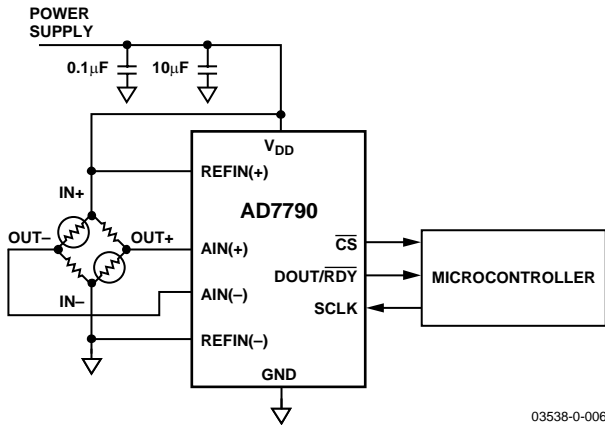 POWER
SUPPLY
0.1µF
10µF
VDD
REFIN(+)
IN+
AD7790
OUT–
OUT+
AIN(+)
CS
DOUT/RDY
MICROCONTROLLER
AIN(–)
SCLK
IN–
REFIN(–)
GND
03538-0-006